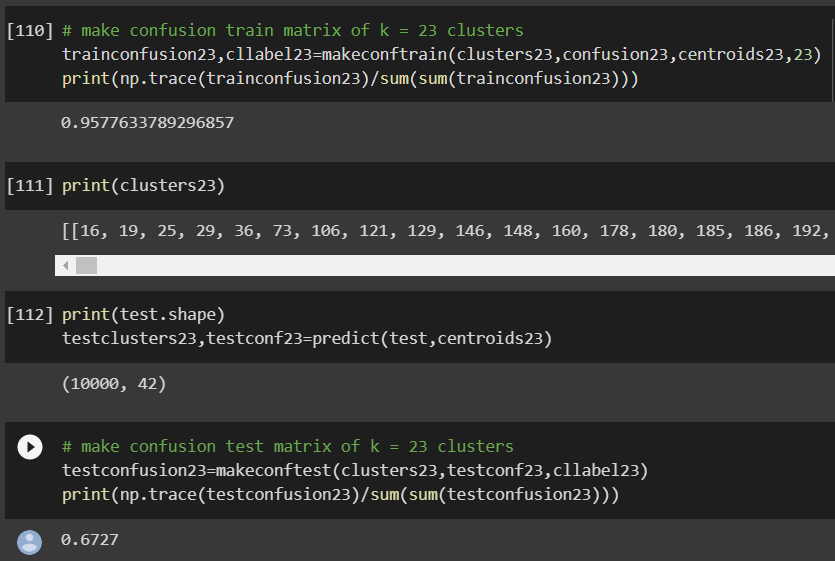 [110] # make confusion train matrix of k = 23 clusters
trainconfusion23,cllabel23=makeconftrain(clusters23,confusion23,centroids23,23)
print(np.trace(trainconfusion23)/sum(sum(trainconfusion23)))
0.9577633789296857
[111] print(clusters23)
[[16, 19, 25, 29, 36, 73, 106, 121, 129, 146, 148, 160, 178, 180, 185, 186, 192,
[112] print(test.shape)
testclusters23,testconf23=predict(test,centroids23)
(10000, 42)
# make confusion test matrix of k = 23 clusters
testconfusion23=makeconftest(clusters23,testconf23,cllabel23)
print(np.trace(testconfusion23)/sum(sum(testconfusion23)))
0.6727